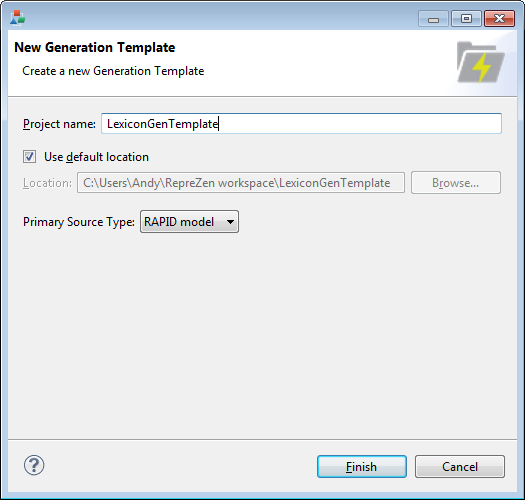 New Generation Template
Create a new Generation Template
Project name: LexiconGenTemplate
Use default location
Location: C:\Users\Andy\RepreZen workspace\LexiconGenTemplate Browse...
Primary Source Type: RAPID model
? Finish Cancel